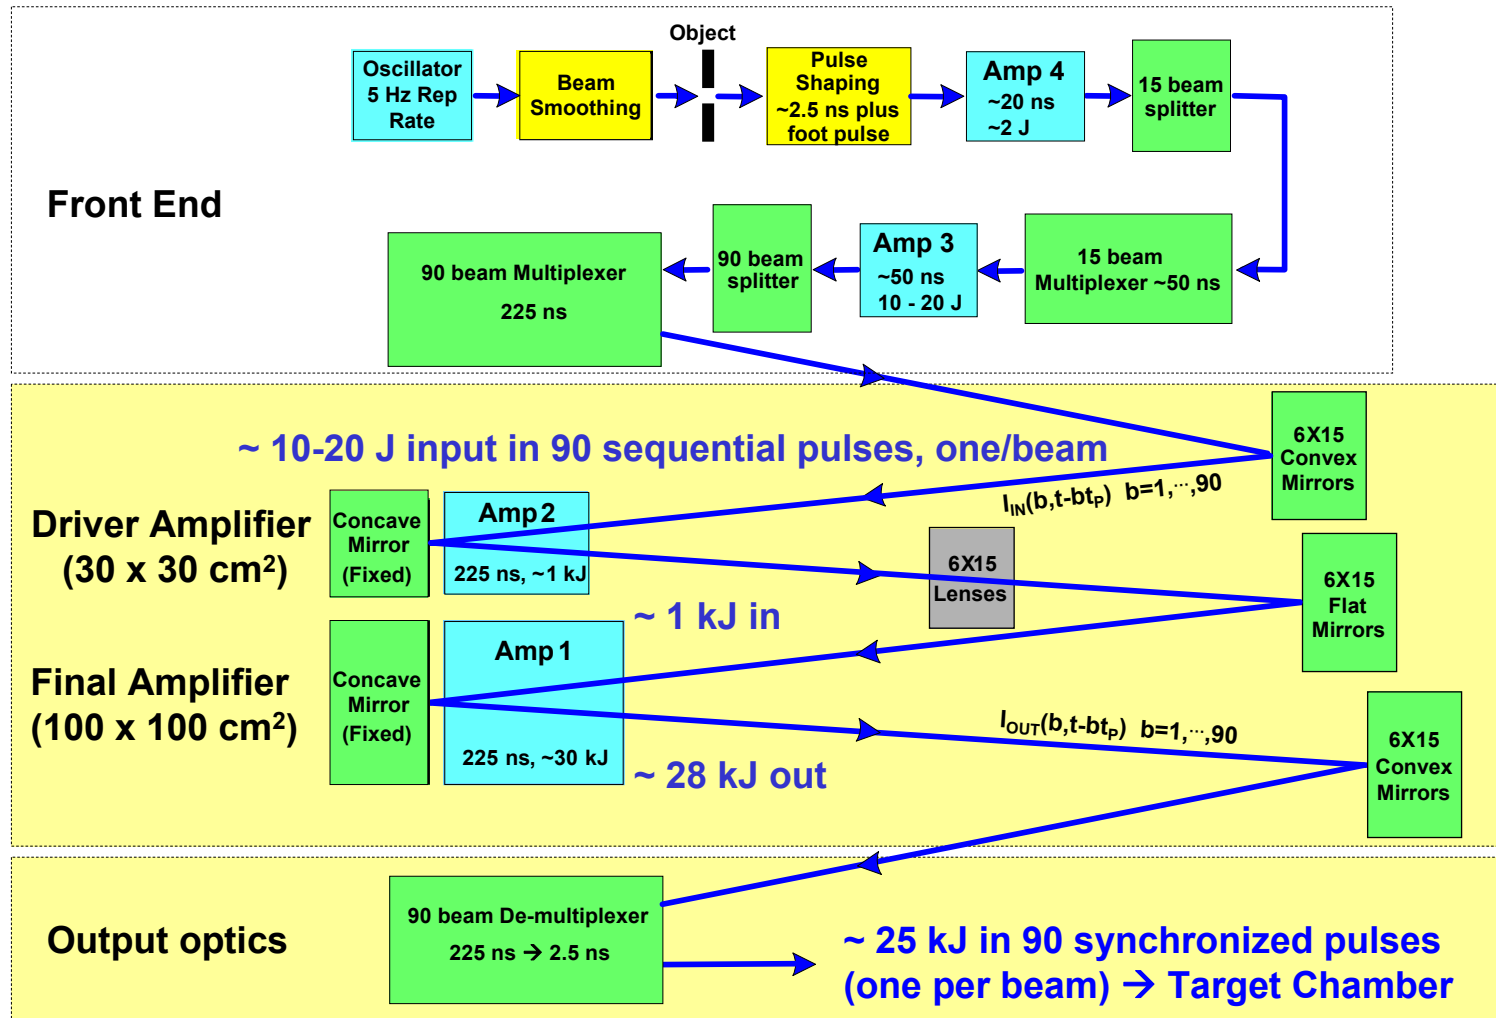 Object
Oscillator
5 Hz Rep
Rate
Beam
Smoothing
Pulse
Shaping
~2.5 ns plus
foot pulse
Amp 4
~20 ns
~2 J
15 beam
splitter
Front End
90 beam Multiplexer
225 ns
90 beam
splitter
Amp 3
~50 ns
10 - 20 J
15 beam
Multiplexer ~50 ns
~ 10-20 J input in 90 sequential pulses, one/beam
6X15
Convex
Mirrors
I_IN(b,t-bt_P) b=1,···,90
Driver Amplifier
(30 x 30 cm²)
Concave
Mirror
(Fixed)
Amp 2
225 ns, ~1 kJ
6X15
Lenses
6X15
Flat
Mirrors
~ 1 kJ in
Final Amplifier
(100 x 100 cm²)
Concave
Mirror
(Fixed)
Amp 1
225 ns, ~30 kJ
I_OUT(b,t-bt_P) b=1,···,90
~ 28 kJ out
6X15
Convex
Mirrors
Output optics
90 beam De-multiplexer
225 ns → 2.5 ns
~ 25 kJ in 90 synchronized pulses
(one per beam) → Target Chamber